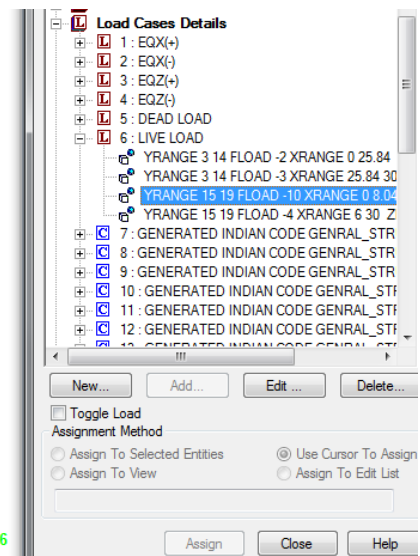 Load Cases Details
L 1 : EQX(+)
L 2 : EQX(-)
L 3 : EQZ(+)
L 4 : EQZ(-)
L 5 : DEAD LOAD
L 6 : LIVE LOAD
YRANGE 3 14 FLOAD -2 XRANGE 0 25.84
YRANGE 3 14 FLOAD -3 XRANGE 25.84 30
YRANGE 15 19 FLOAD -10 XRANGE 0 8.04
YRANGE 15 19 FLOAD -4 XRANGE 6 30 Z
C 7 : GENERATED INDIAN CODE GENRAL_STR
C 8 : GENERATED INDIAN CODE GENRAL_STR
C 9 : GENERATED INDIAN CODE GENRAL_STR
C 10 : GENERATED INDIAN CODE GENRAL_STF
C 11 : GENERATED INDIAN CODE GENRAL_STF
C 12 : GENERATED INDIAN CODE GENRAL_STF
New... Add... Edit ... Delete...
Toggle Load
Assignment Method
Assign To Selected Entities Use Cursor To Assign
Assign To View Assign To Edit List
6
Assign Close Help